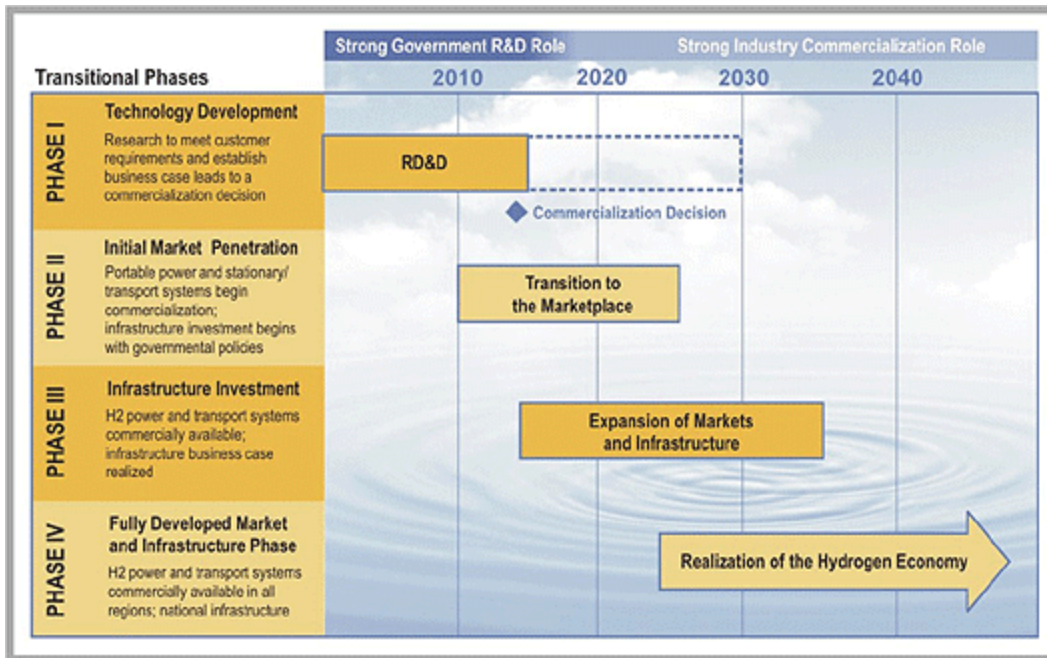 Strong Government R&D Role
Strong Industry Commercialization Role
Transitional Phases
2010
2020
2030
2040
PHASE I
Technology Development
Research to meet customer
requirements and establish
business case leads to a
commercialization decision
RD&D
Commercialization Decision
PHASE II
Initial Market Penetration
Portable power and stationary/
transport systems begin
commercialization;
infrastructure investment begins
with governmental policies
Transition to
the Marketplace
PHASE III
Infrastructure Investment
H2 power and transport systems
commercially available;
infrastructure business case
realized
Expansion of Markets
and Infrastructure
PHASE IV
Fully Developed Market
and Infrastructure Phase
H2 power and transport systems
commercially available in all
regions; national infrastructure
Realization of the Hydrogen Economy